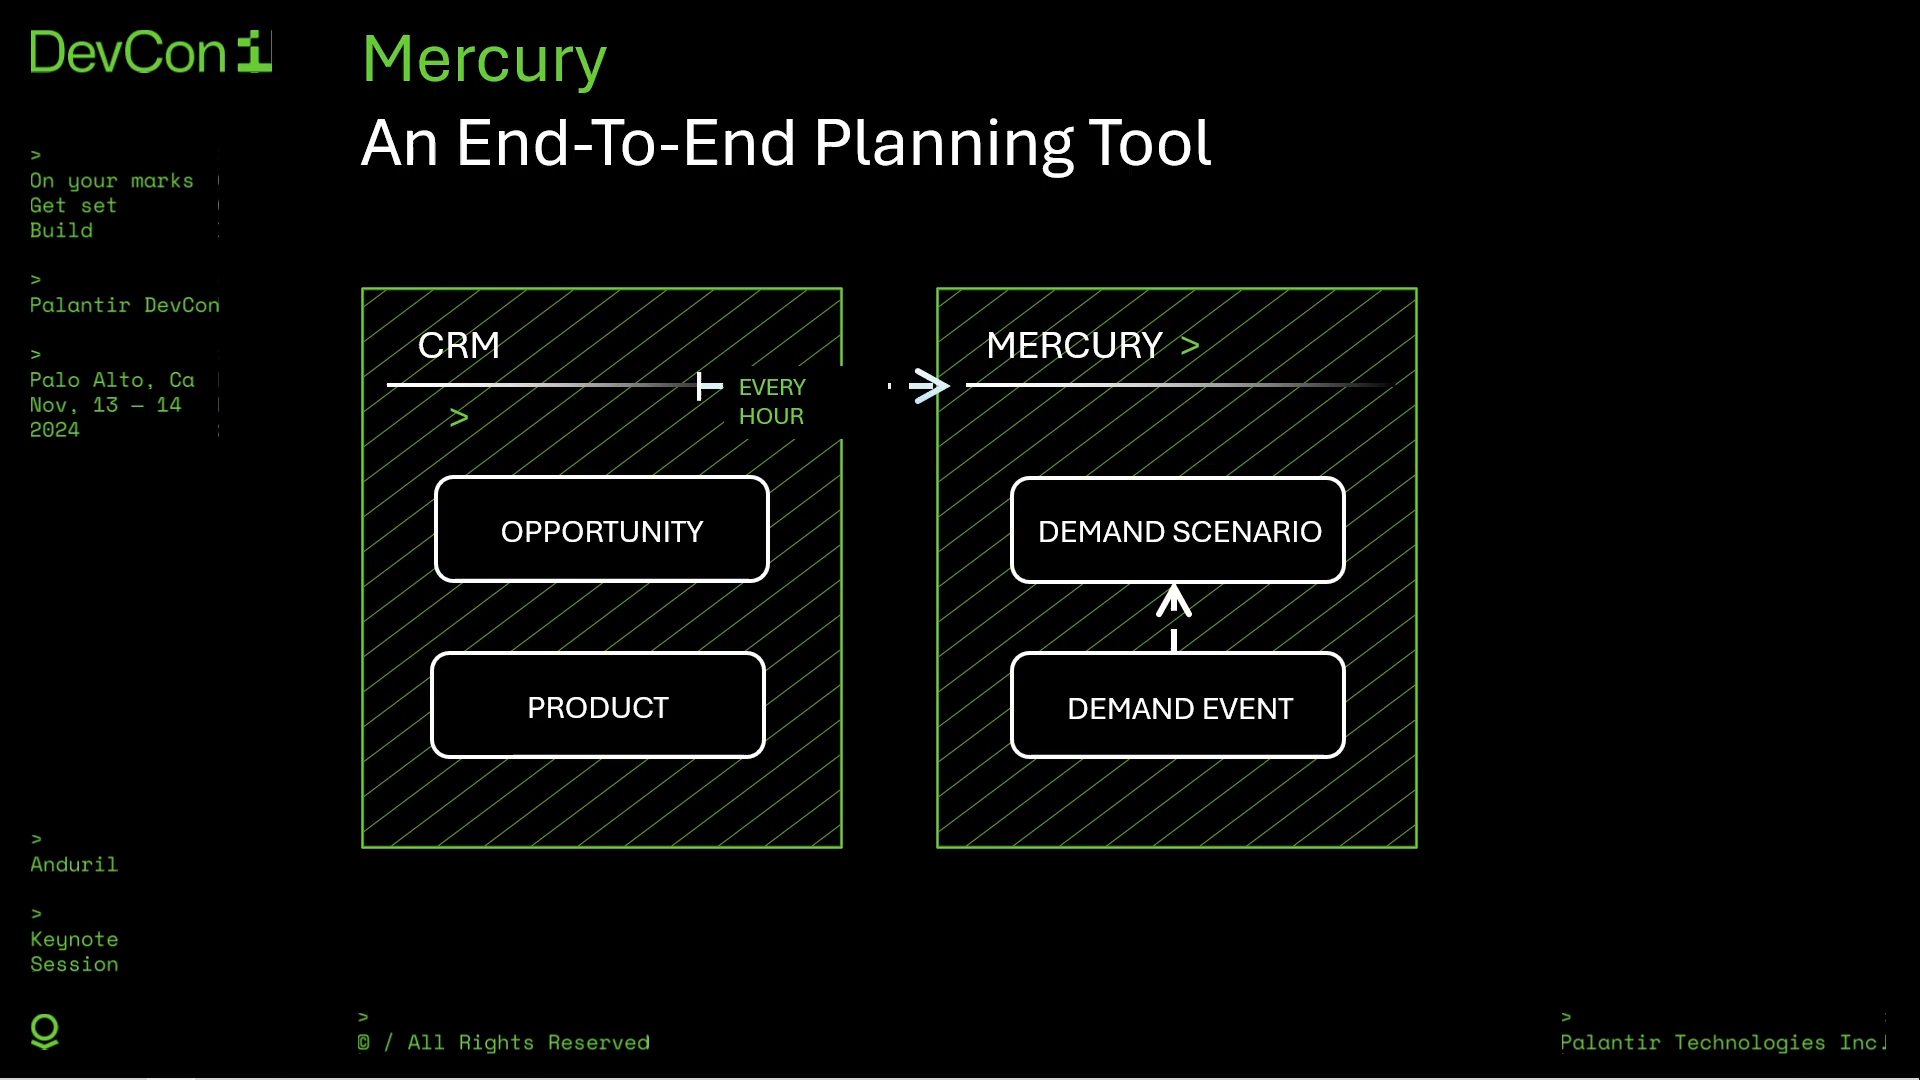 DevCon 1
Mercury
An End-To-End Planning Tool
>
On your marks
Get set
Build
>
Palantir DevCon
>
Palo Alto, Ca
Nov, 13 — 14
2024
CRM
>
EVERY
HOUR
OPPORTUNITY
PRODUCT
MERCURY >
DEMAND SCENARIO
DEMAND EVENT
>
Anduril
>
Keynote
Session
>
© / All Rights Reserved
>
Palantir Technologies Inc.